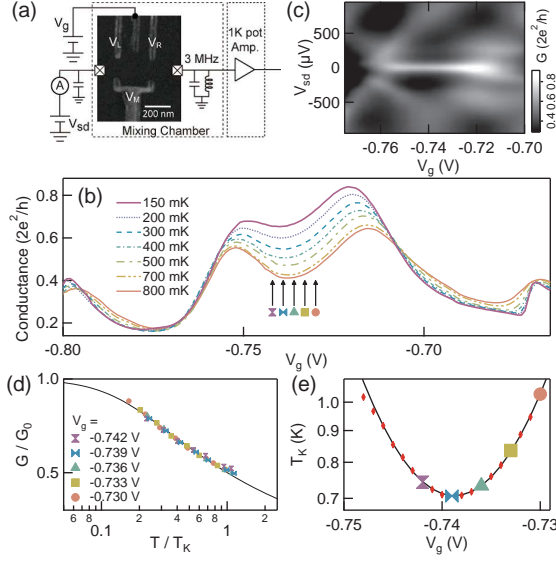 (a)
V_g
V_L
V_R
V_M
A
V_sd
200 nm
3 MHz
1K pot
Amp.
Mixing Chamber
(c)
V_sd (μV)
500
0
-500
-0.76
-0.74
-0.72
-0.70
V_g (V)
G (2e²/h)
0.4 0.6 0.8
(b)
Conductance (2e²/h)
0.8
0.6
0.4
0.2
150 mK
200 mK
300 mK
400 mK
500 mK
700 mK
800 mK
-0.80
-0.75
-0.70
V_g (V)
(d)
G / G_0
1.0
0.5
V_g =
-0.742 V
-0.739 V
-0.736 V
-0.733 V
-0.730 V
6 8 0.1 2 4 6 8 1 2
T / T_K
(e)
T_K (K)
1.0
0.9
0.8
0.7
-0.75
-0.74
-0.73
V_g (V)